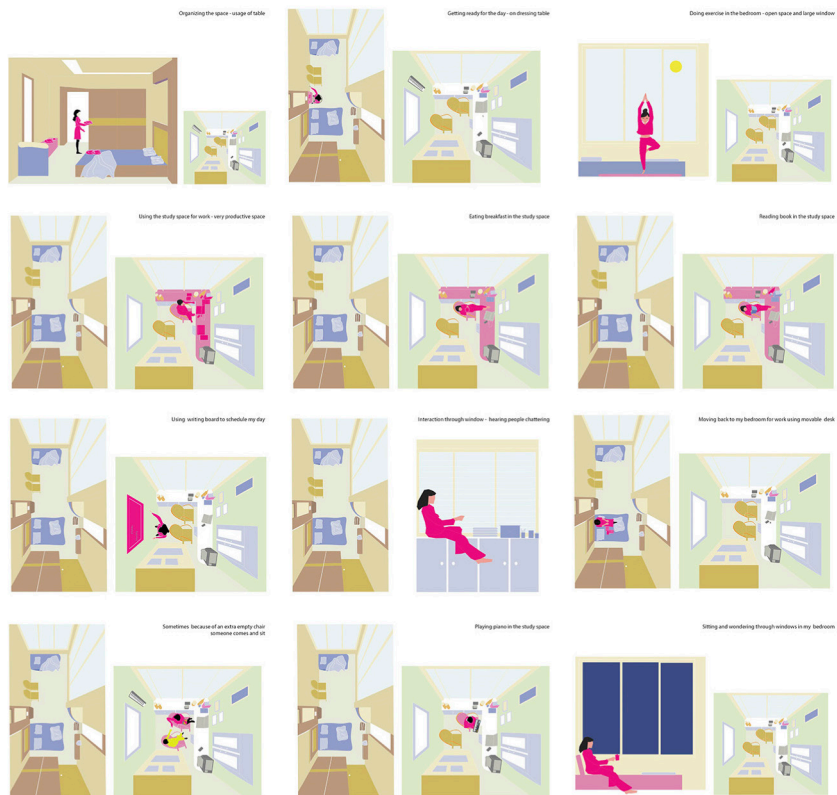 Organizing the space - usage of table
Getting ready for the day - on dressing table
Doing exercise in the bedroom - open space and large window
Using the study space for work - very productive space
Eating breakfast in the study space
Reading book in the study space
Using writing board to schedule my day
Interaction through window - hearing people chattering
Moving back to my bedroom for work using movable desk
Sometimes because of an extra empty chair
someone comes and sit
Playing piano in the study space
Sitting and wondering through windows in my bedroom